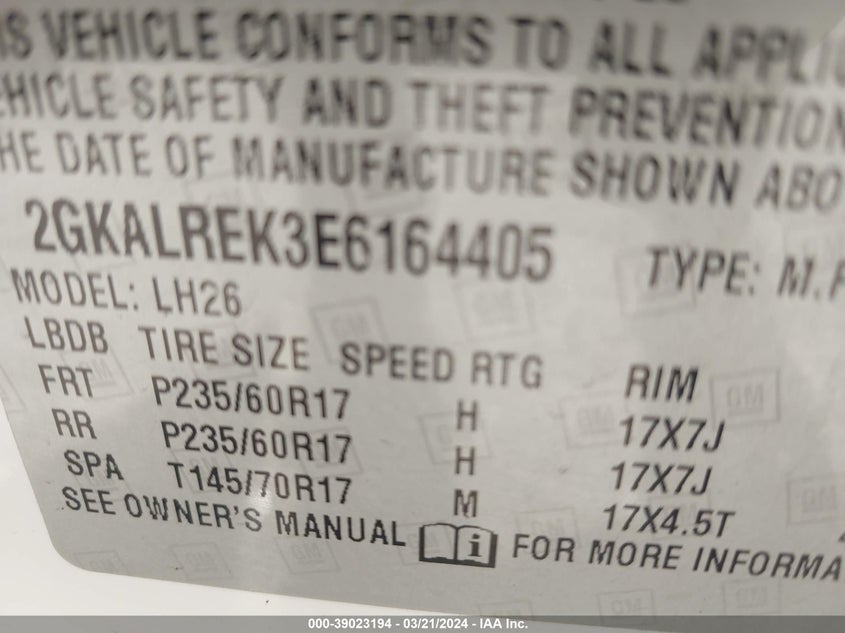 IS VEHICLE CONFORMS TO ALL APPLIC
EHICLE SAFETY AND THEFT PREVENTION
HE DATE OF MANUFACTURE SHOWN ABO
2GKALREK3E6164405 TYPE: M.P
MODEL: LH26
LBDB TIRE SIZE SPEED RTG RIM
FRT P235/60R17 H 17X7J
RR P235/60R17 H 17X7J
SPA T145/70R17 M 17X4.5T
SEE OWNER'S MANUAL i FOR MORE INFORMA
000-39023194 - 03/21/2024 - IAA Inc.